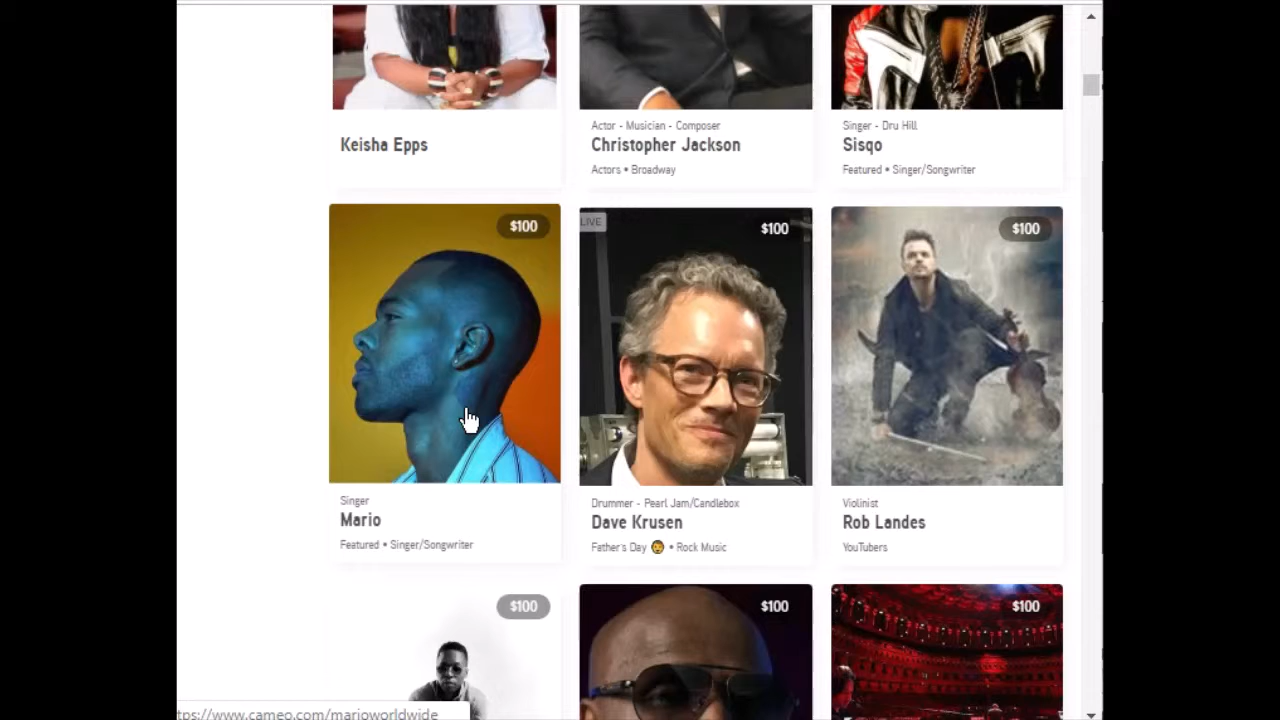 Keisha Epps
Actor - Musician - Composer
Christopher Jackson
Actors • Broadway
Singer - Dru Hill
Sisqo
Featured • Singer/Songwriter
$100
Singer
Mario
Featured • Singer/Songwriter
LIVE
$100
Drummer - Pearl Jam/Candlebox
Dave Krusen
Father's Day 👨 • Rock Music
$100
Violinist
Rob Landes
YouTubers
$100
$100
$100
tps://www.cameo.com/marioworldwide